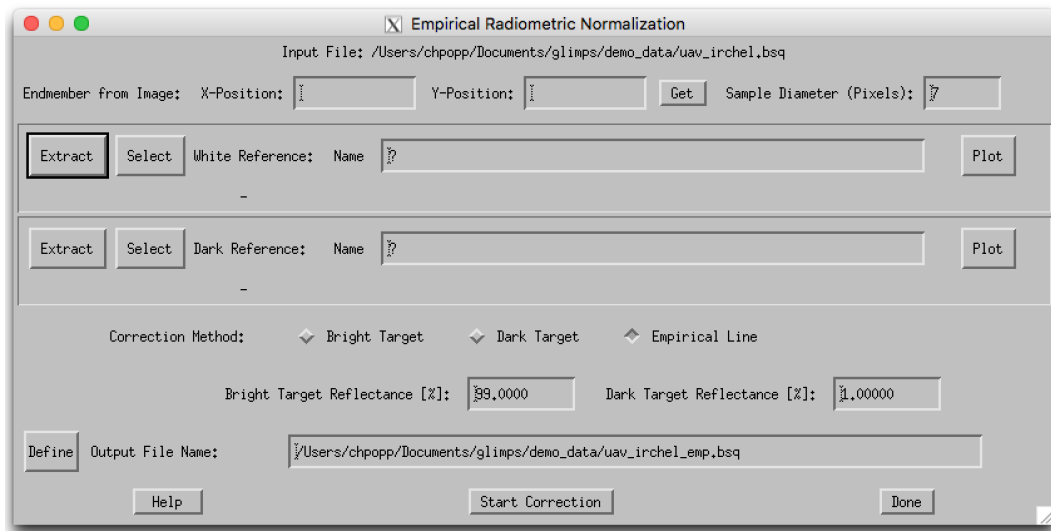 Empirical Radiometric Normalization
Input File: /Users/chpopp/Documents/glimps/demo_data/uav_irchel.bsq
Endmember from Image: X-Position: Y-Position: Get Sample Diameter (Pixels): 7
Extract Select White Reference: Name ? Plot
-
Extract Select Dark Reference: Name ? Plot
-
Correction Method: Bright Target Dark Target Empirical Line
Bright Target Reflectance [%]: 99.0000 Dark Target Reflectance [%]: 1.00000
Define Output File Name: /Users/chpopp/Documents/glimps/demo_data/uav_irchel_emp.bsq
Help Start Correction Done